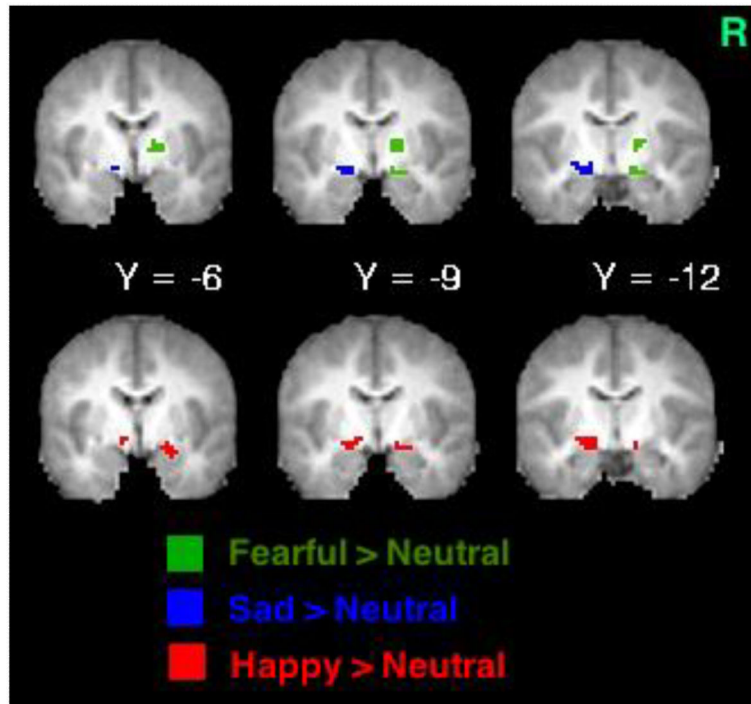 R
Y = -6
Y = -9
Y = -12
Fearful > Neutral
Sad > Neutral
Happy > Neutral